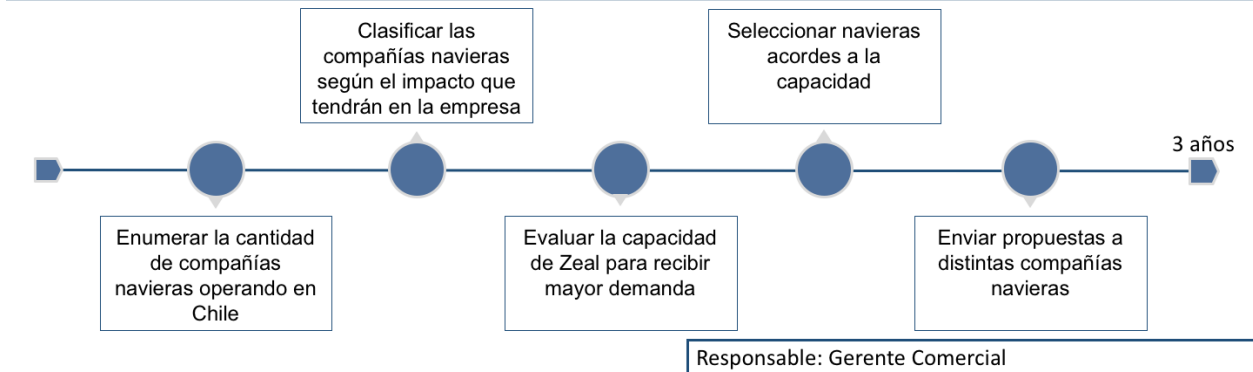 Clasificar las
compañías navieras
según el impacto que
tendrán en la empresa
Seleccionar navieras
acordes a la
capacidad
3 años
Enumerar la cantidad
de compañías
navieras operando en
Chile
Evaluar la capacidad
de Zeal para recibir
mayor demanda
Enviar propuestas a
distintas compañías
navieras
Responsable: Gerente Comercial